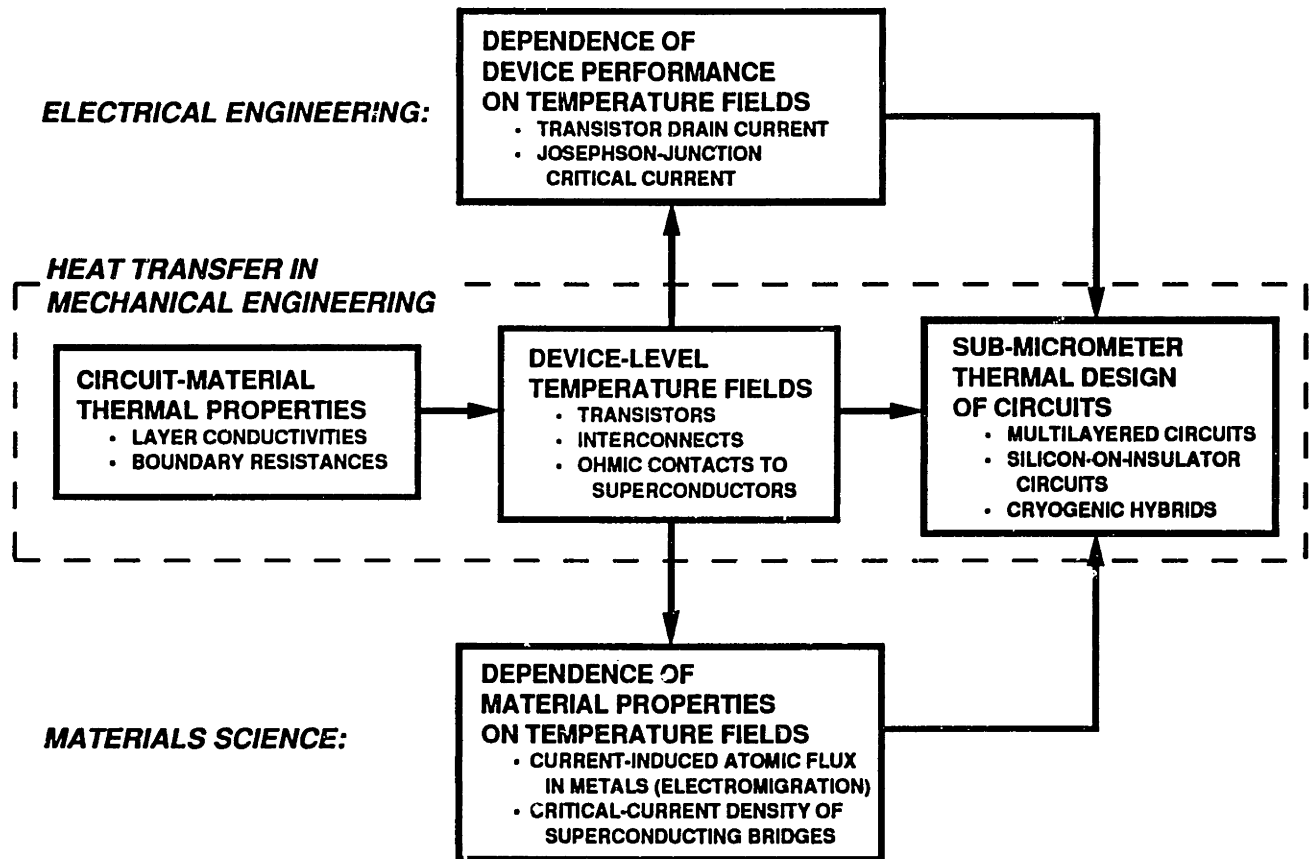 DEPENDENCE OF
DEVICE PERFORMANCE
ON TEMPERATURE FIELDS
• TRANSISTOR DRAIN CURRENT
• JOSEPHSON-JUNCTION
CRITICAL CURRENT
ELECTRICAL ENGINEERING:
HEAT TRANSFER IN
MECHANICAL ENGINEERING
CIRCUIT-MATERIAL
THERMAL PROPERTIES
• LAYER CONDUCTIVITIES
• BOUNDARY RESISTANCES
DEVICE-LEVEL
TEMPERATURE FIELDS
• TRANSISTORS
• INTERCONNECTS
• OHMIC CONTACTS TO
SUPERCONDUCTORS
SUB-MICROMETER
THERMAL DESIGN
OF CIRCUITS
• MULTILAYERED CIRCUITS
• SILICON-ON-INSULATOR
CIRCUITS
• CRYOGENIC HYBRIDS
MATERIALS SCIENCE:
DEPENDENCE OF
MATERIAL PROPERTIES
ON TEMPERATURE FIELDS
• CURRENT-INDUCED ATOMIC FLUX
IN METALS (ELECTROMIGRATION)
• CRITICAL-CURRENT DENSITY OF
SUPERCONDUCTING BRIDGES